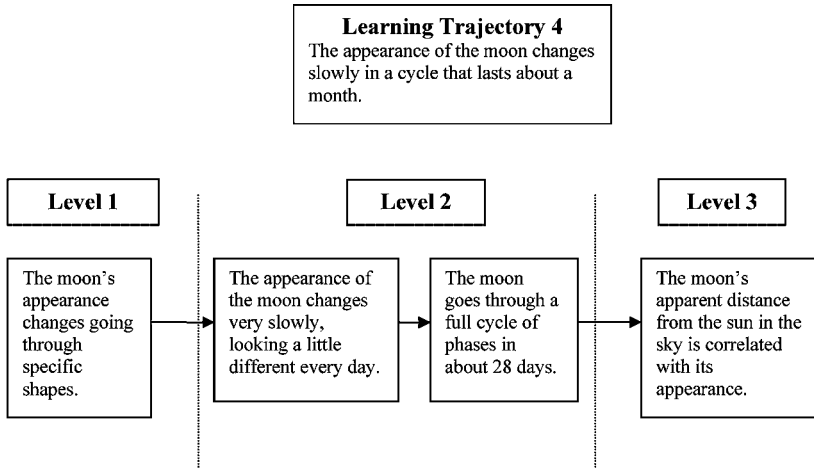 Learning Trajectory 4
The appearance of the moon changes
slowly in a cycle that lasts about a
month.
Level 1
Level 2
Level 3
The moon's
appearance
changes going
through
specific
shapes.
The appearance of
the moon changes
very slowly,
looking a little
different every day.
The moon
goes through a
full cycle of
phases in
about 28 days.
The moon's
apparent distance
from the sun in the
sky is correlated
with its
appearance.